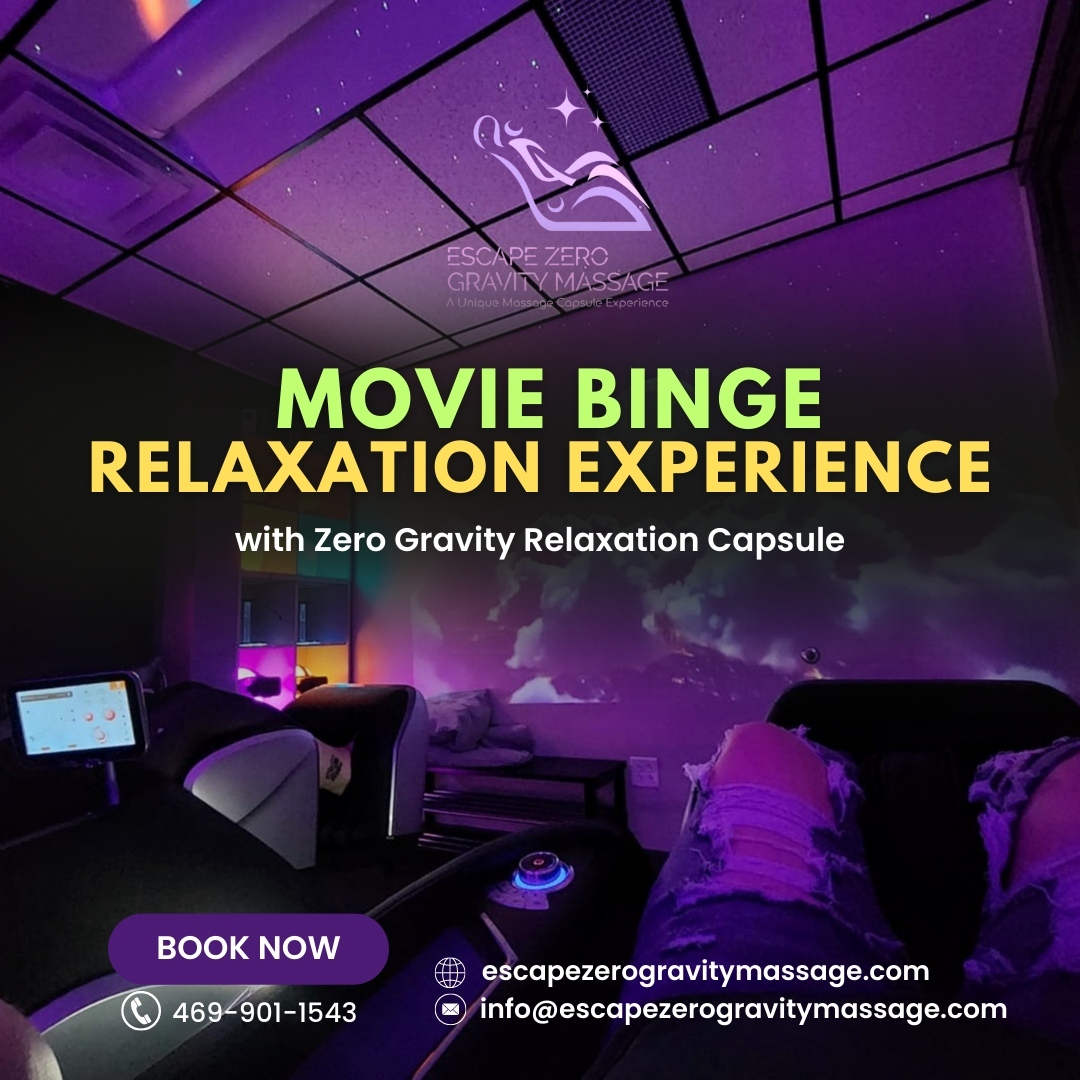 ESCAPE ZERO
GRAVITY MASSAGE
A Unique Massage Capsule Experience
MOVIE BINGE
RELAXATION EXPERIENCE
with Zero Gravity Relaxation Capsule
BOOK NOW
469-901-1543
escapezerogravitymassage.com
info@escapezerogravitymassage.com